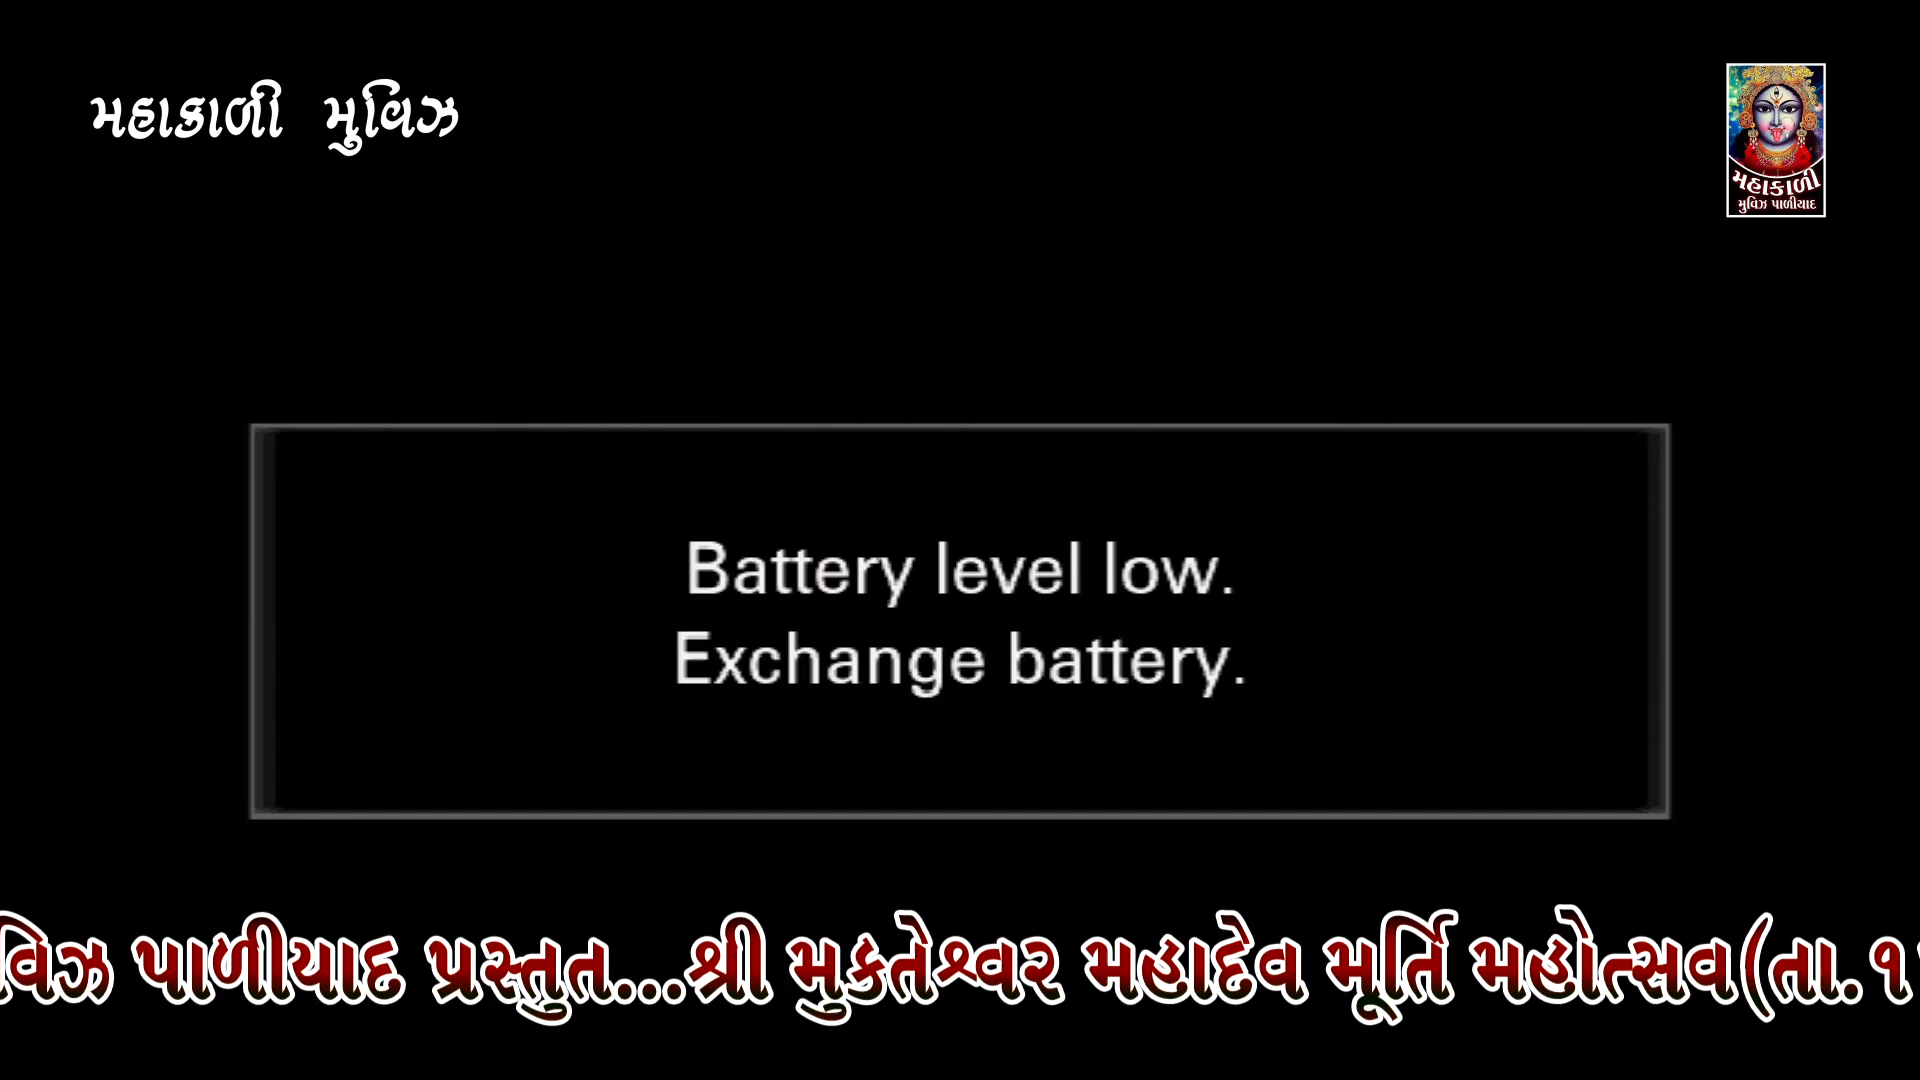 મહાકાળી મુવિઝ
મહાકાળી
મુવિઝ પાળીયાદ
Battery level low.
Exchange battery.
વિઝ પાળીયાદ પ્રસ્તુત...શ્રી મુકતેશ્વર મહાદેવ મૂર્તિ મહોત્સવ(તા.૧